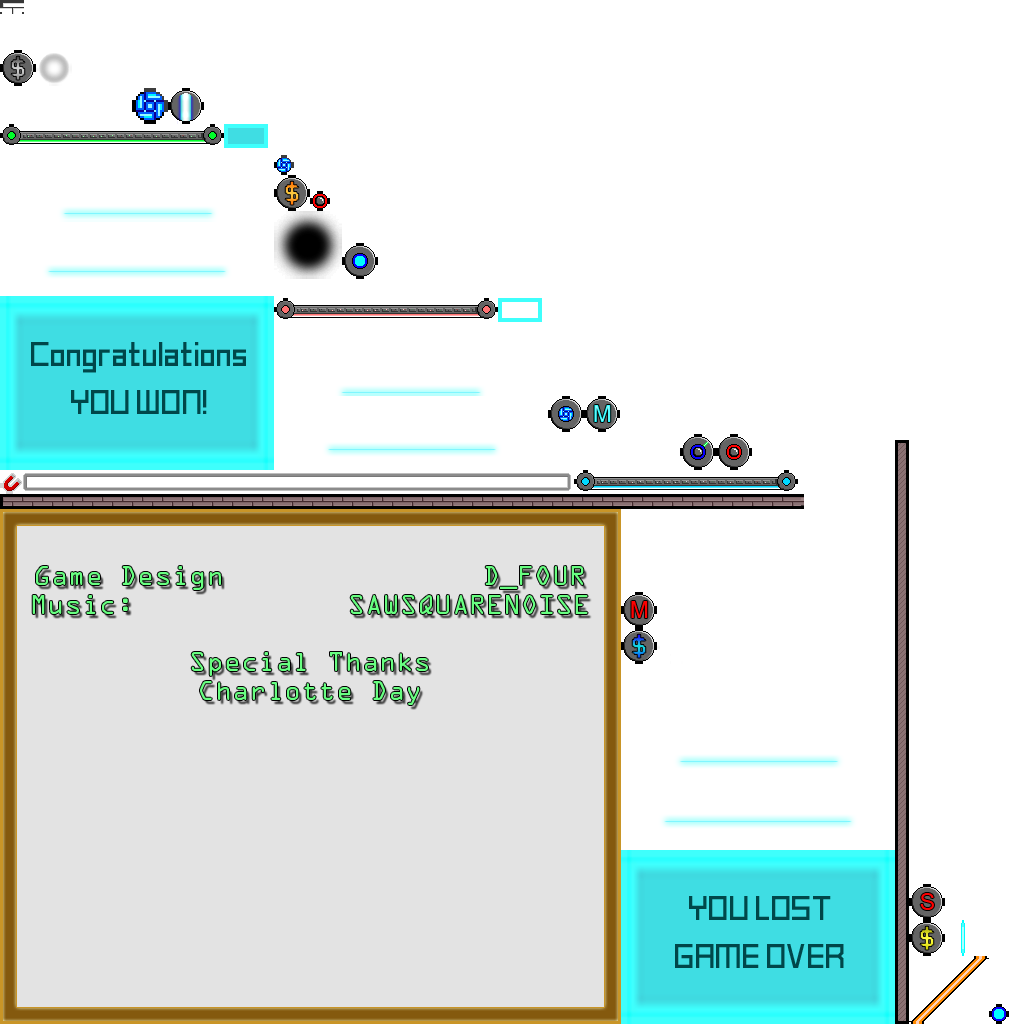 $
$
Congratulations
YOU WON!
M
Game Design D_FOUR
Music: SAWSQUARENOISE
Special Thanks
Charlotte Day
M
$
YOU LOST
GAME OVER
S
$